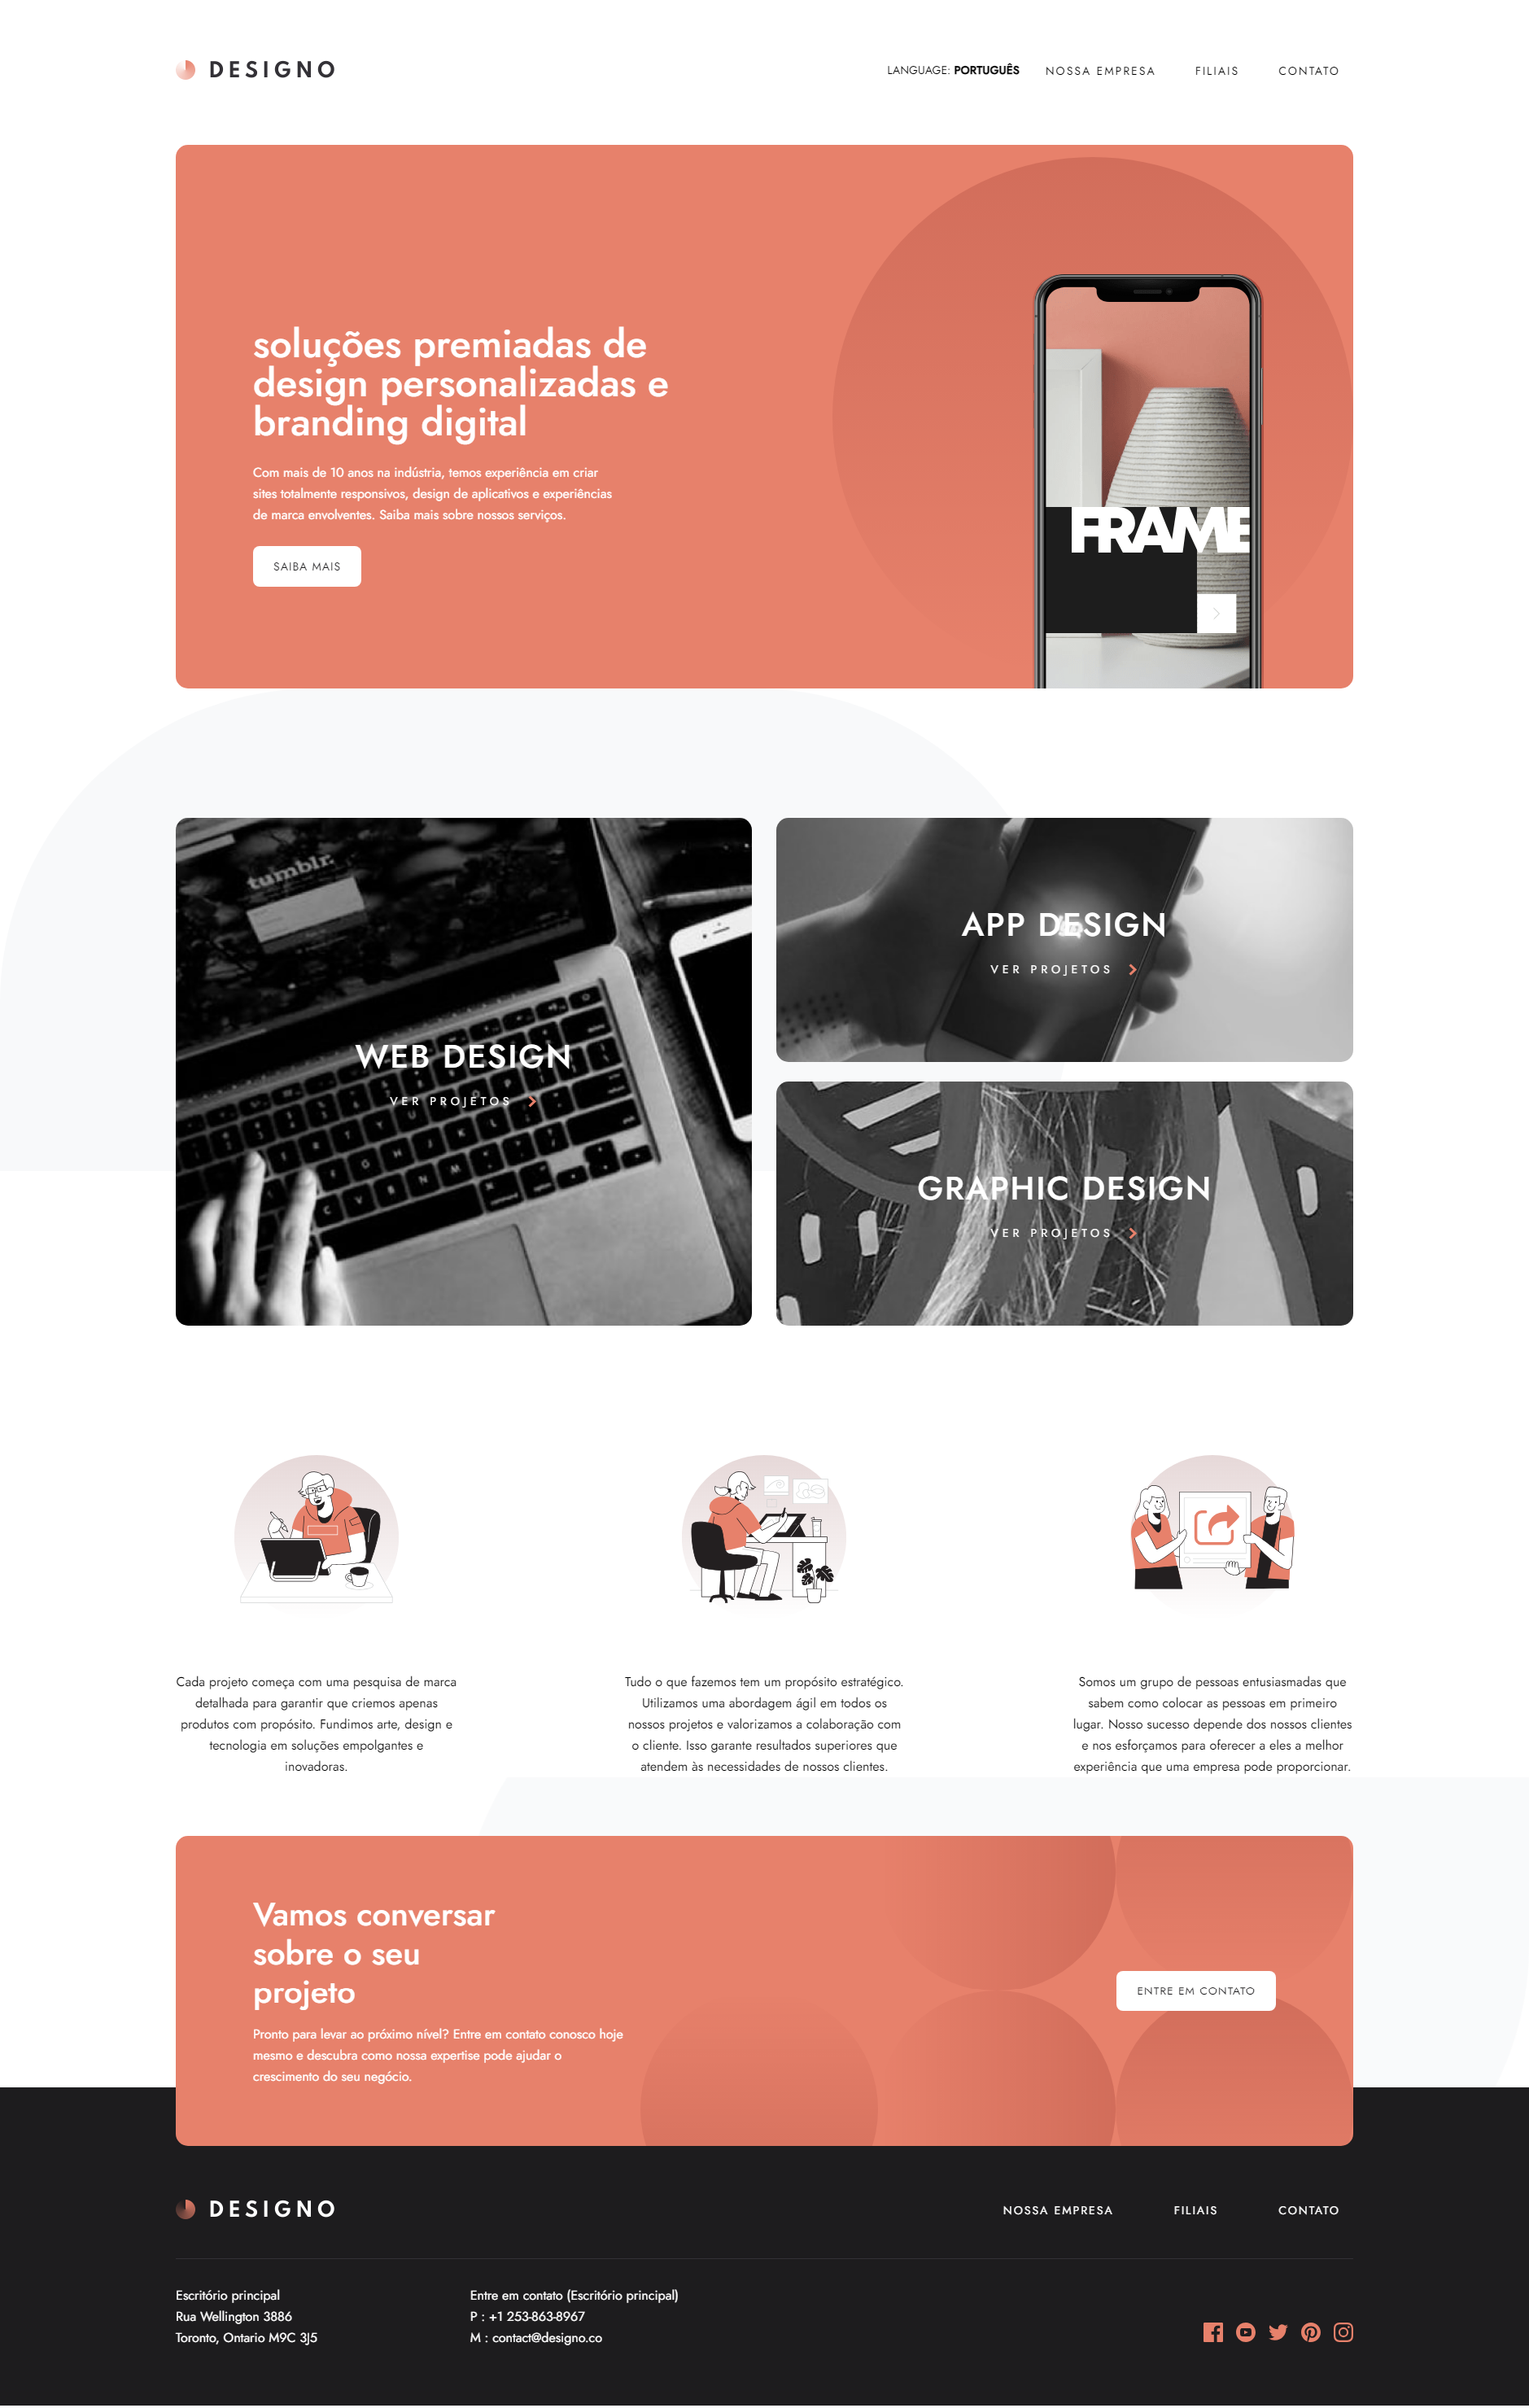 DESIGNO
LANGUAGE: PORTUGUÊS
NOSSA EMPRESA
FILIAIS
CONTATO
soluções premiadas de
design personalizadas e
branding digital
Com mais de 10 anos na indústria, temos experiência em criar
sites totalmente responsivos, design de aplicativos e experiências
de marca envolventes. Saiba mais sobre nossos serviços.
SAIBA MAIS
FRAME
tumblr.
WEB DESIGN
VER PROJETOS
APP DESIGN
VER PROJETOS
GRAPHIC DESIGN
VER PROJETOS
Cada projeto começa com uma pesquisa de marca
detalhada para garantir que criemos apenas
produtos com propósito. Fundimos arte, design e
tecnologia em soluções empolgantes e
inovadoras.
Tudo o que fazemos tem um propósito estratégico.
Utilizamos uma abordagem ágil em todos os
nossos projetos e valorizamos a colaboração com
o cliente. Isso garante resultados superiores que
atendem às necessidades de nossos clientes.
Somos um grupo de pessoas entusiasmadas que
sabem como colocar as pessoas em primeiro
lugar. Nosso sucesso depende dos nossos clientes
e nos esforçamos para oferecer a eles a melhor
experiência que uma empresa pode proporcionar.
Vamos conversar
sobre o seu
projeto
Pronto para levar ao próximo nível? Entre em contato conosco hoje
mesmo e descubra como nossa expertise pode ajudar o
crescimento do seu negócio.
ENTRE EM CONTATO
DESIGNO
NOSSA EMPRESA
FILIAIS
CONTATO
Escritório principal
Rua Wellington 3886
Toronto, Ontario M9C 3J5
Entre em contato (Escritório principal)
P : +1 253-863-8967
M : contact@designo.co